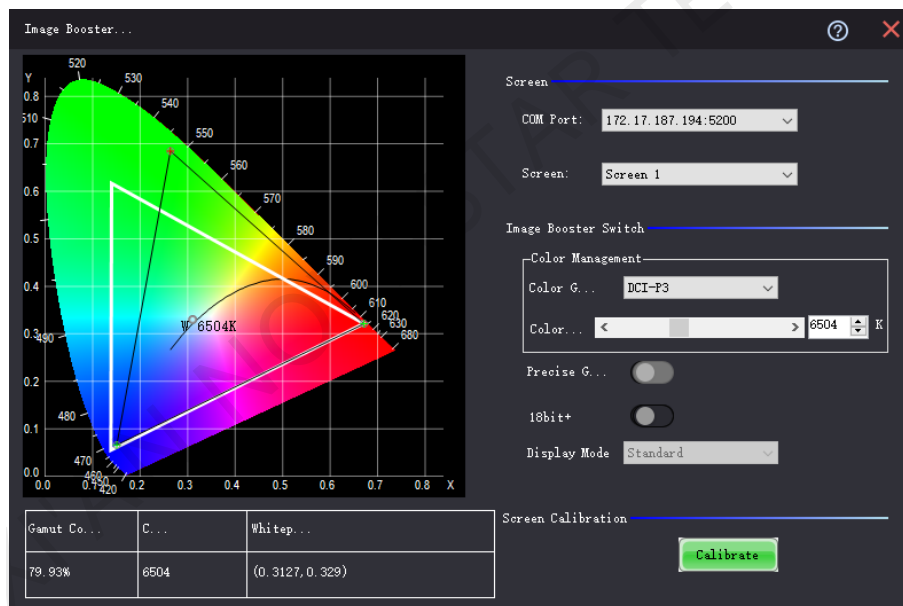 Image Booster...
Y
0.8
0.7
0.6
0.5
0.4
0.3
0.2
0.1
0.0
0.0 0.1 0.2 0.3 0.4 0.5 0.6 0.7 0.8 X
520
530
540
510
550
560
570
580
590
600
610
620
630
680
490
480
470
460
420
W 6504K
Gamut Co... C... Whitep...
79.93% 6504 (0.3127,0.329)
Screen
COM Port: 172.17.187.194:5200
Screen: Screen 1
Image Booster Switch
Color Management
Color G... DCI-P3
Color... < > 6504 K
Precise G...
18bit+
Display Mode Standard
Screen Calibration
Calibrate